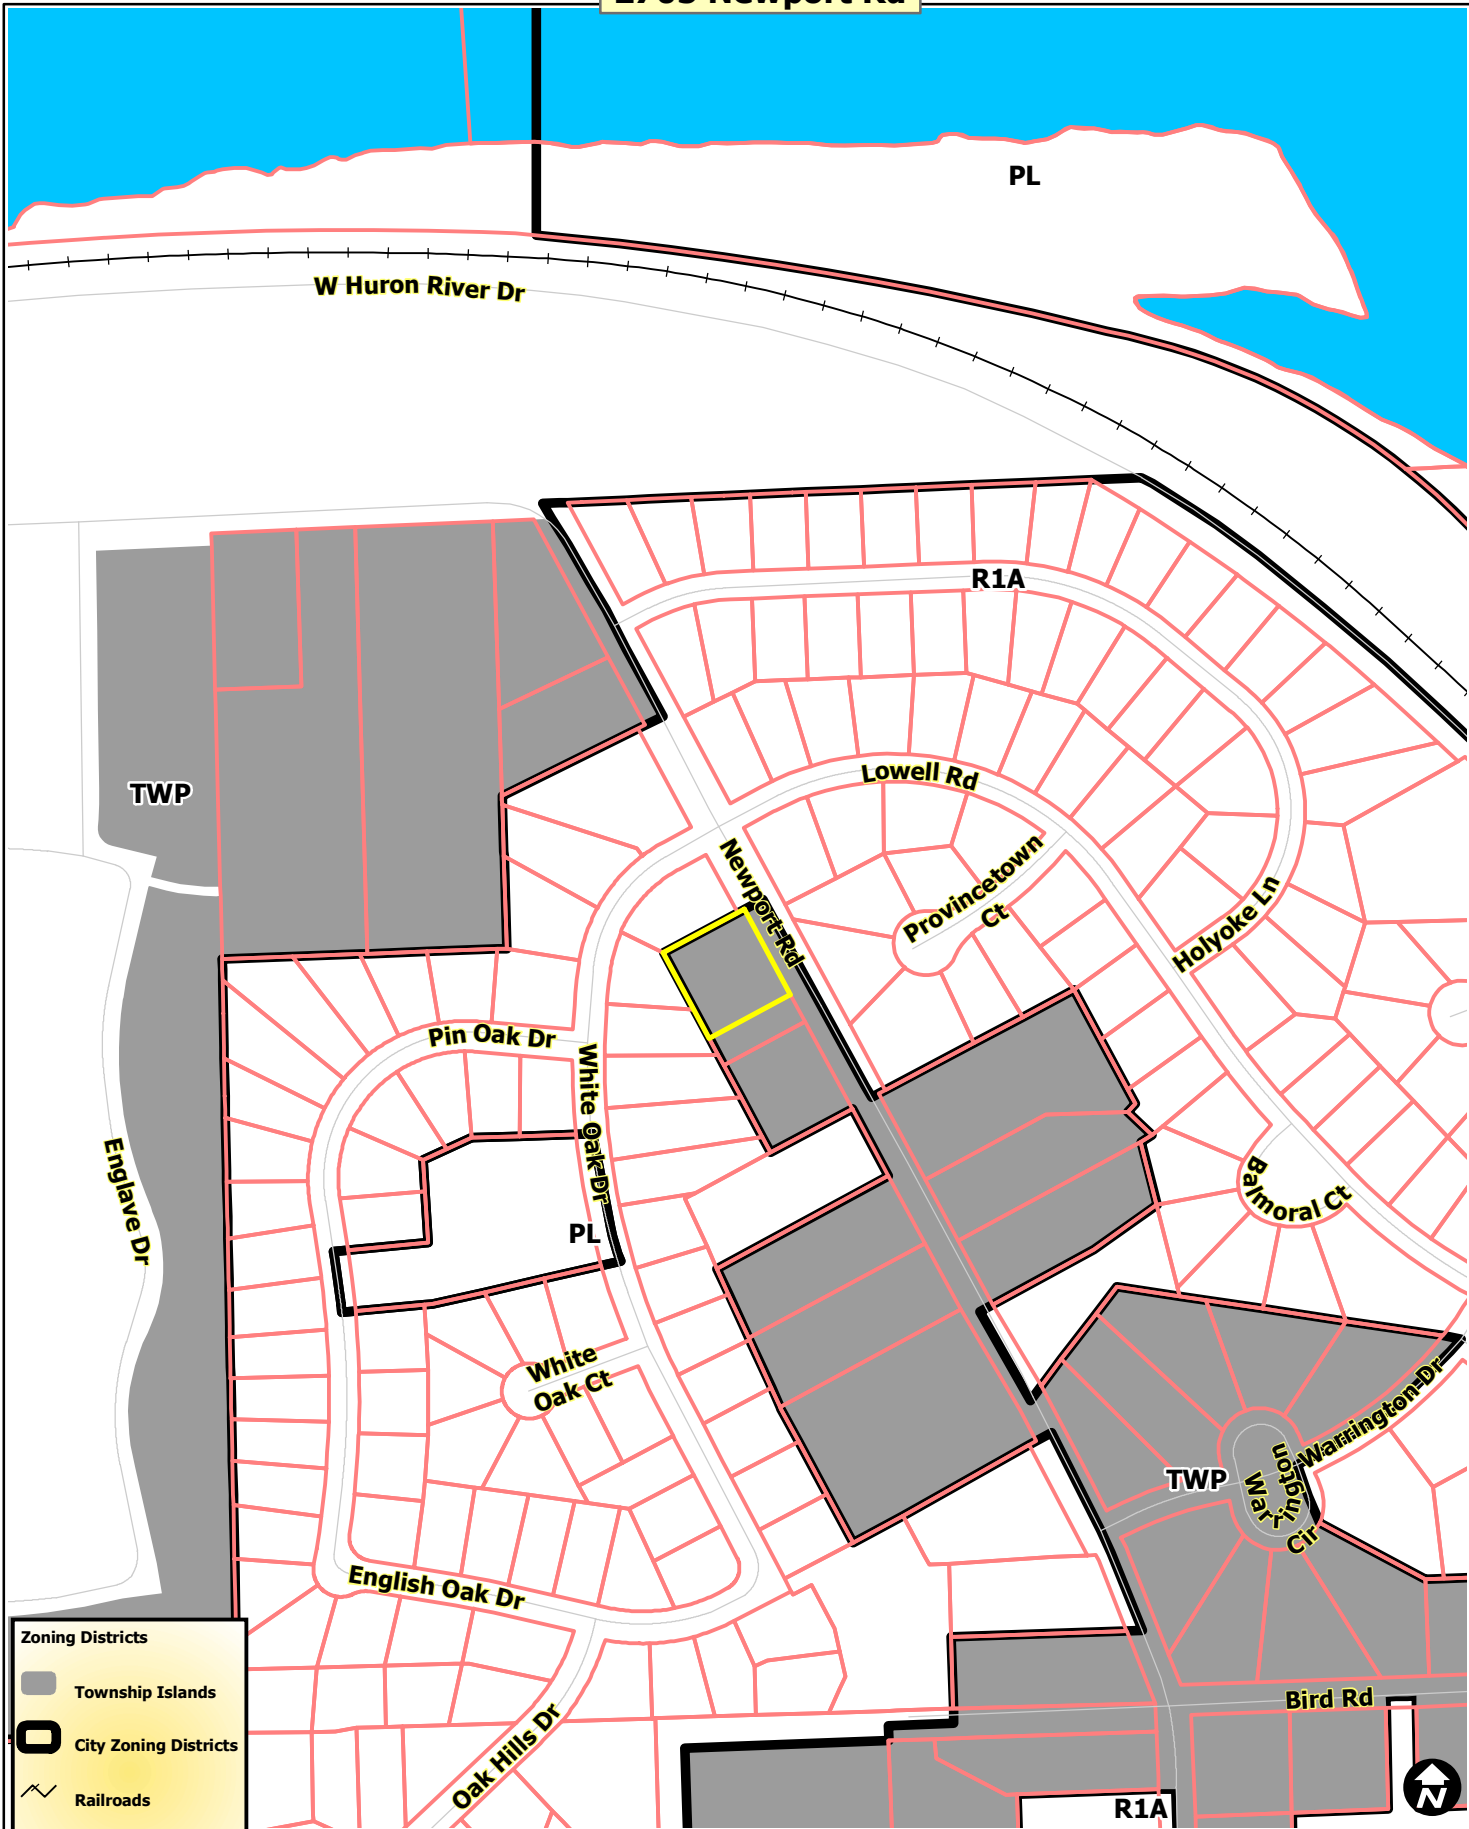 PL
W Huron River Dr
R1A
Lowell Rd
TWP
Newport Rd
Provincetown
Ct
Holyoke Ln
Pin Oak Dr
White Oak Dr
Englave Dr
Balmoral Ct
PL
White
Oak Ct
Warrington Dr
TWP
Warrington
Cir
English Oak Dr
Zoning Districts
Township Islands
City Zoning Districts
Railroads
Oak Hills Dr
Bird Rd
R1A
N